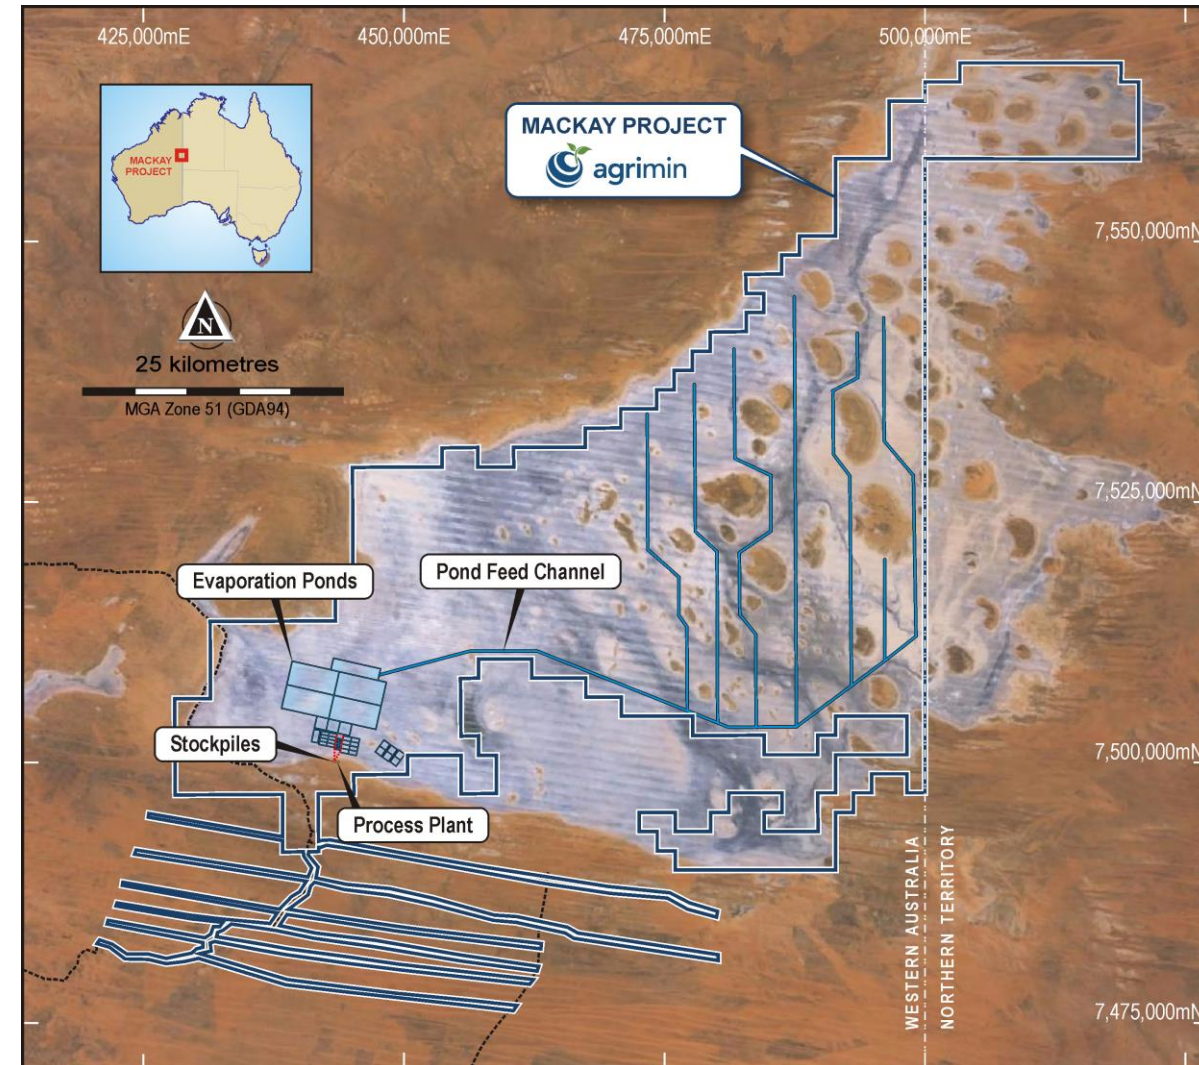 425,000mE
450,000mE
475,000mE
500,000mE
MACKAY
PROJECT
MACKAY PROJECT
agrimin
N
25 kilometres
MGA Zone 51 (GDA94)
7,550,000mN
7,525,000mN
Evaporation Ponds
Pond Feed Channel
Stockpiles
7,500,000mN
Process Plant
WESTERN AUSTRALIA
NORTHERN TERRITORY
7,475,000mN